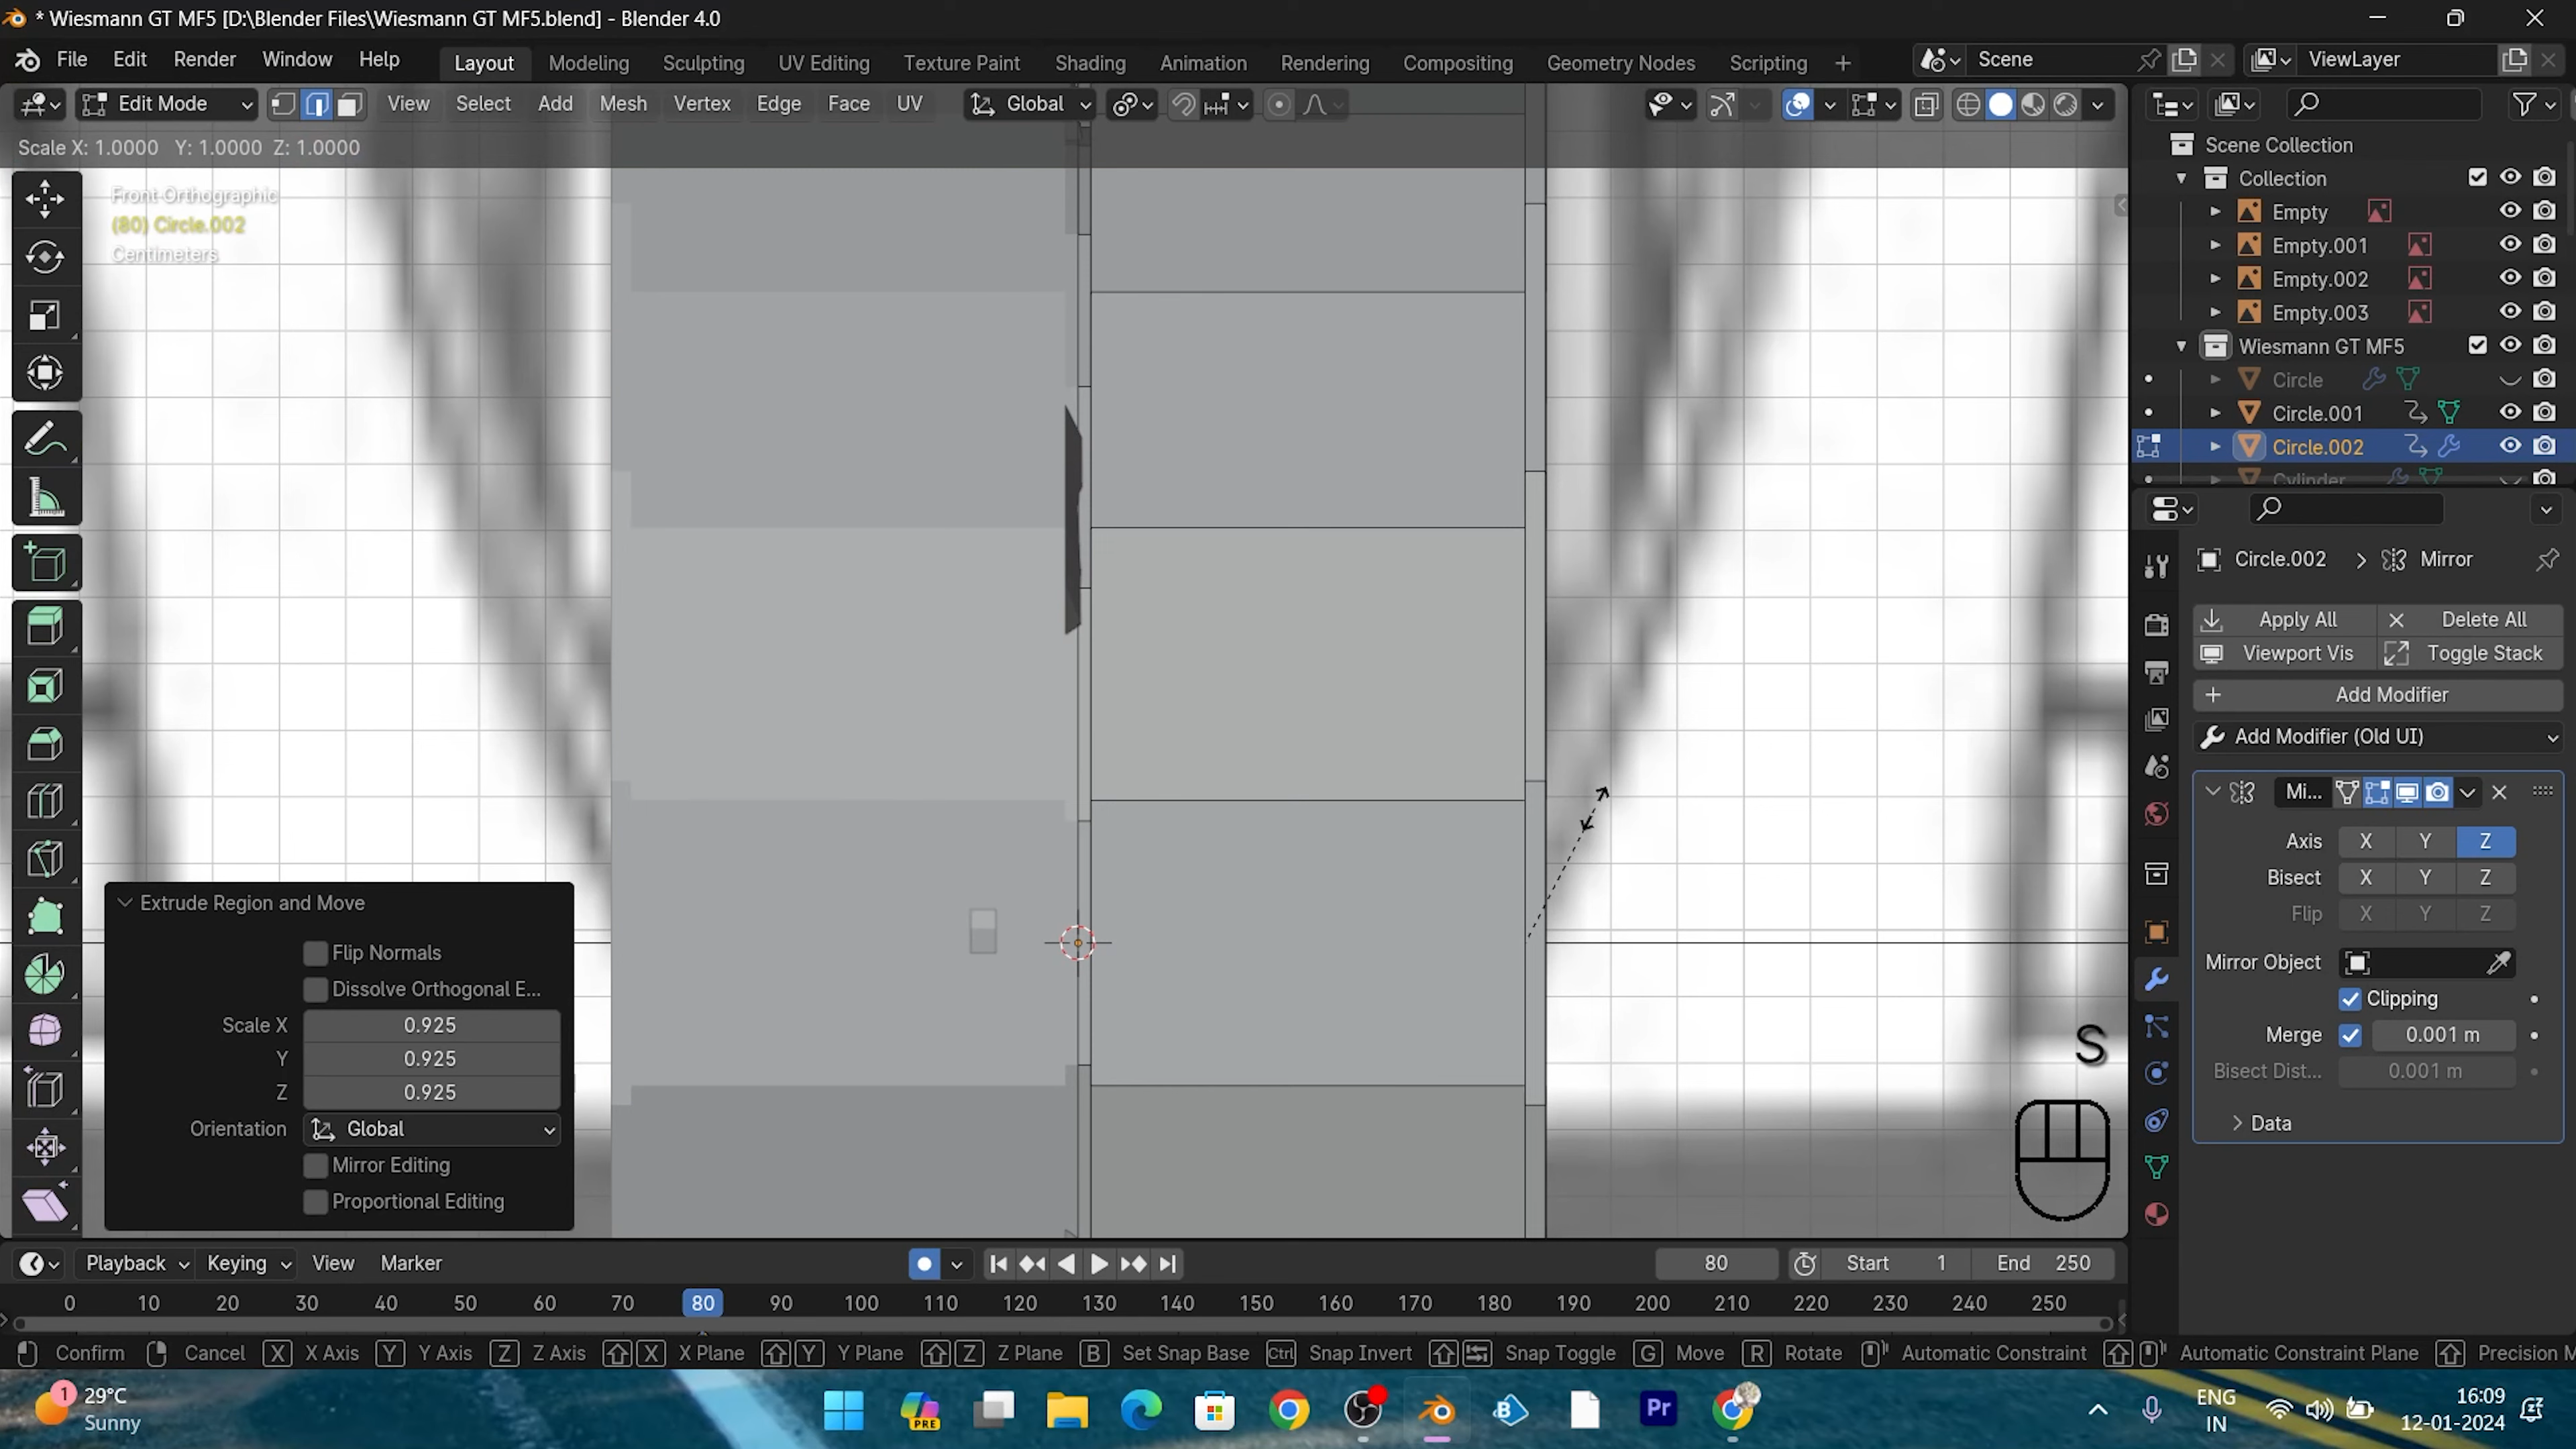 * Wiesmann GT MF5 [D:\Blender Files\Wiesmann GT MF5.blend] - Blender 4.0
File Edit Render Window Help Layout Modeling Sculpting UV Editing Texture Paint Shading Animation Rendering Compositing Geometry Nodes Scripting + Scene ViewLayer
Edit Mode View Select Add Mesh Vertex Edge Face UV Global
Scale X: 1.0000 Y: 1.0000 Z: 1.0000
Front Orthographic
(80) Circle.002
Centimeters
Scene Collection
Collection
Empty
Empty.001
Empty.002
Empty.003
Wiesmann GT MF5
Circle
Circle.001
Circle.002
Cylinder
Circle.002 > Mirror
Apply All Delete All
Viewport Vis Toggle Stack
Add Modifier
Add Modifier (Old UI)
Mi...
Axis X Y Z
Bisect X Y Z
Flip X Y Z
Mirror Object
Clipping
Merge 0.001 m
Bisect Dist... 0.001 m
Data
Extrude Region and Move
Flip Normals
Dissolve Orthogonal E...
Scale X 0.925
Y 0.925
Z 0.925
Orientation Global
Mirror Editing
Proportional Editing
S
Playback Keying View Marker 80 Start 1 End 250
0 10 20 30 40 50 60 70 80 90 100 110 120 130 140 150 160 170 180 190 200 210 220 230 240 250
Confirm Cancel X X Axis Y Y Axis Z Z Axis X X Plane Y Y Plane Z Z Plane B Set Snap Base Ctrl Snap Invert Snap Toggle G Move R Rotate Automatic Constraint Automatic Constraint Plane Precision M
1 29°C
Sunny
PRE
B
Pr
ENG
IN
16:09
12-01-2024